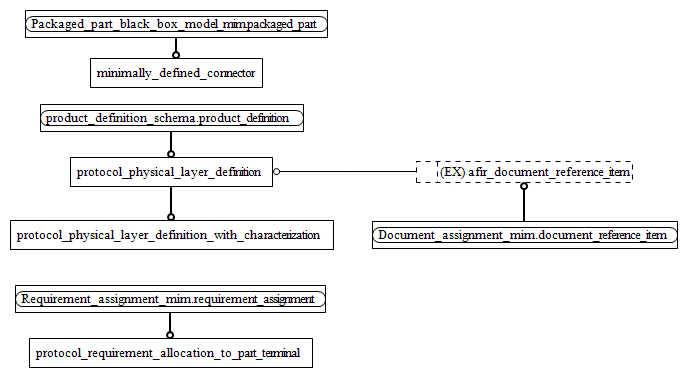 Packaged_part_black_box_model_mim.packaged_part
minimally_defined_connector
product_definition_schema.product_definition
protocol_physical_layer_definition
(EX) afir_document_reference_item
protocol_physical_layer_definition_with_characterization
Document_assignment_mim.document_reference_item
Requirement_assignment_mim.requirement_assignment
protocol_requirement_allocation_to_part_terminal